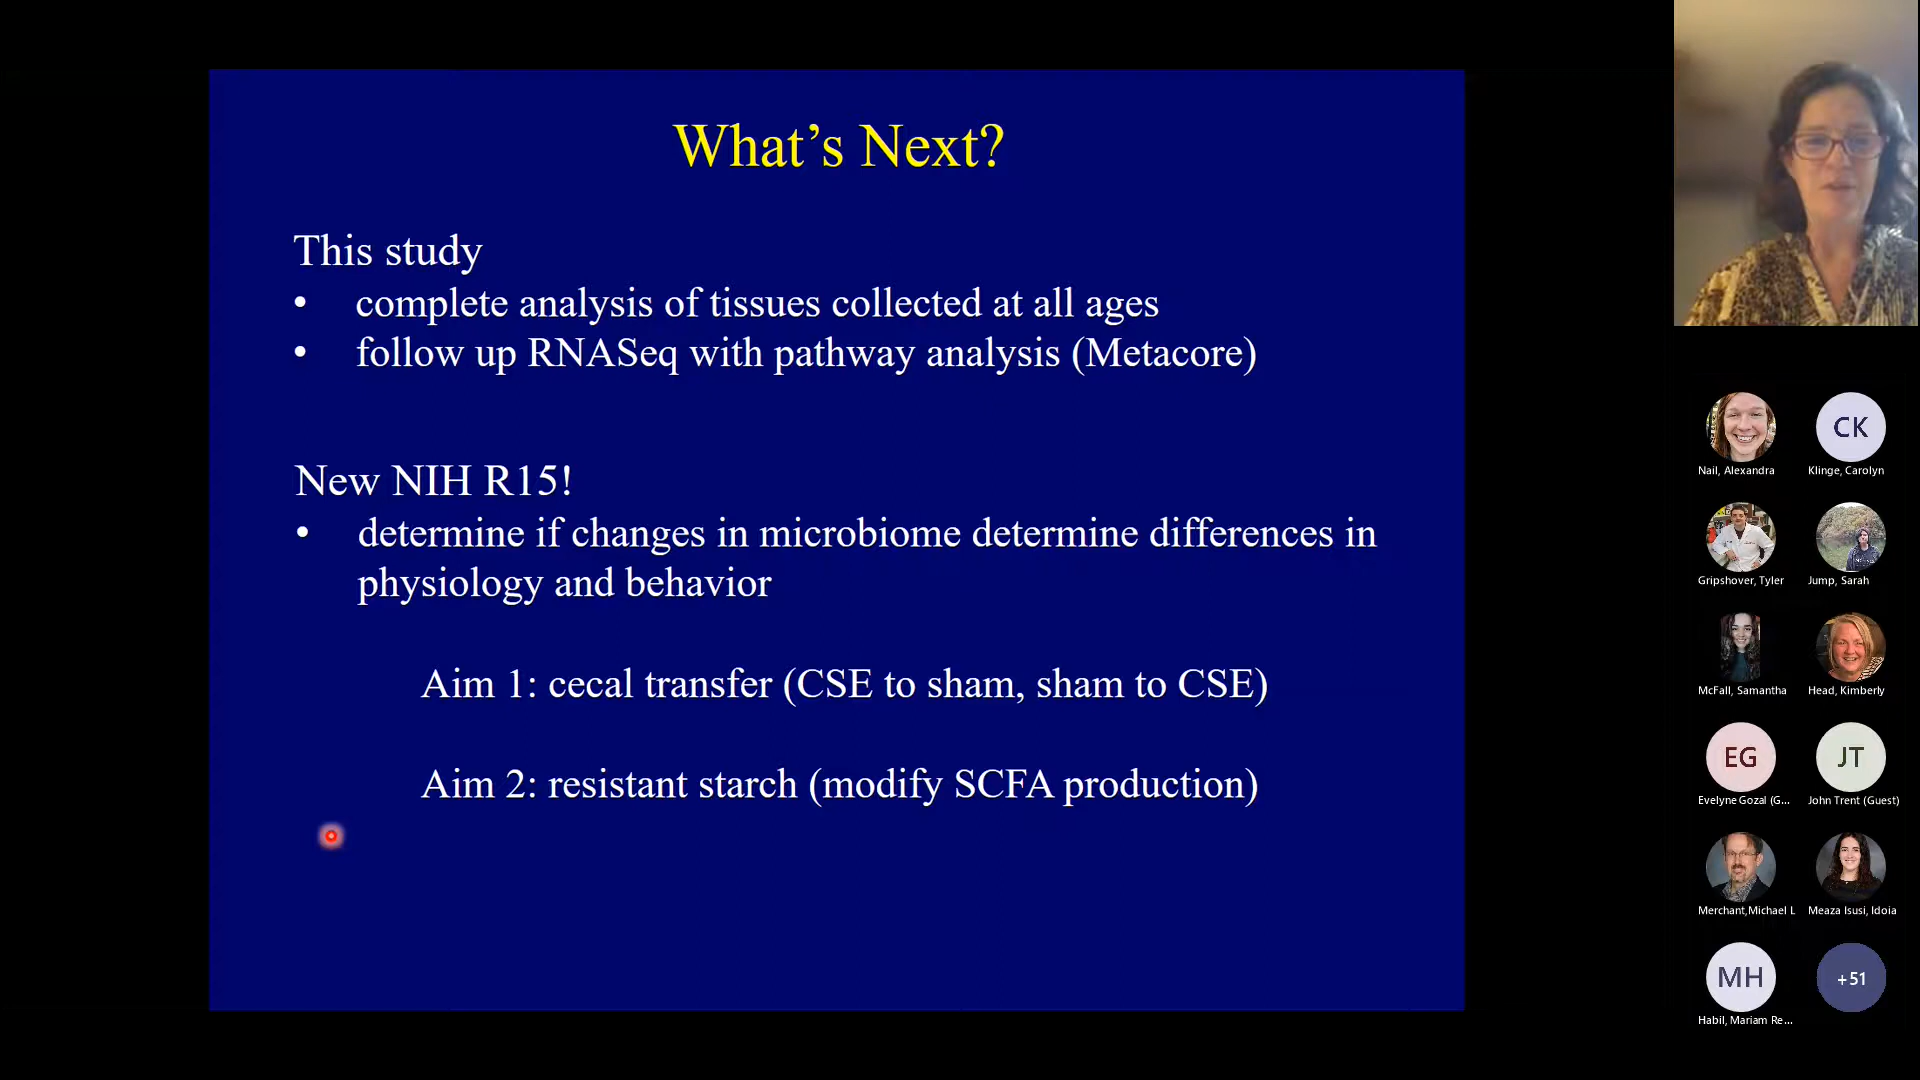 What’s Next?
This study
• complete analysis of tissues collected at all ages
• follow up RNASeq with pathway analysis (Metacore)
New NIH R15!
• determine if changes in microbiome determine differences in
physiology and behavior
Aim 1: cecal transfer (CSE to sham, sham to CSE)
Aim 2: resistant starch (modify SCFA production)
CK
Nail, Alexandra
Klinge, Carolyn
Gripshover, Tyler
Jump, Sarah
McFall, Samantha
Head, Kimberly
EG
JT
Evelyne Gozal (G...
John Trent (Guest)
Merchant,Michael L
Meaza Isusi, Idoia
MH
+51
Habil, Mariam Re...